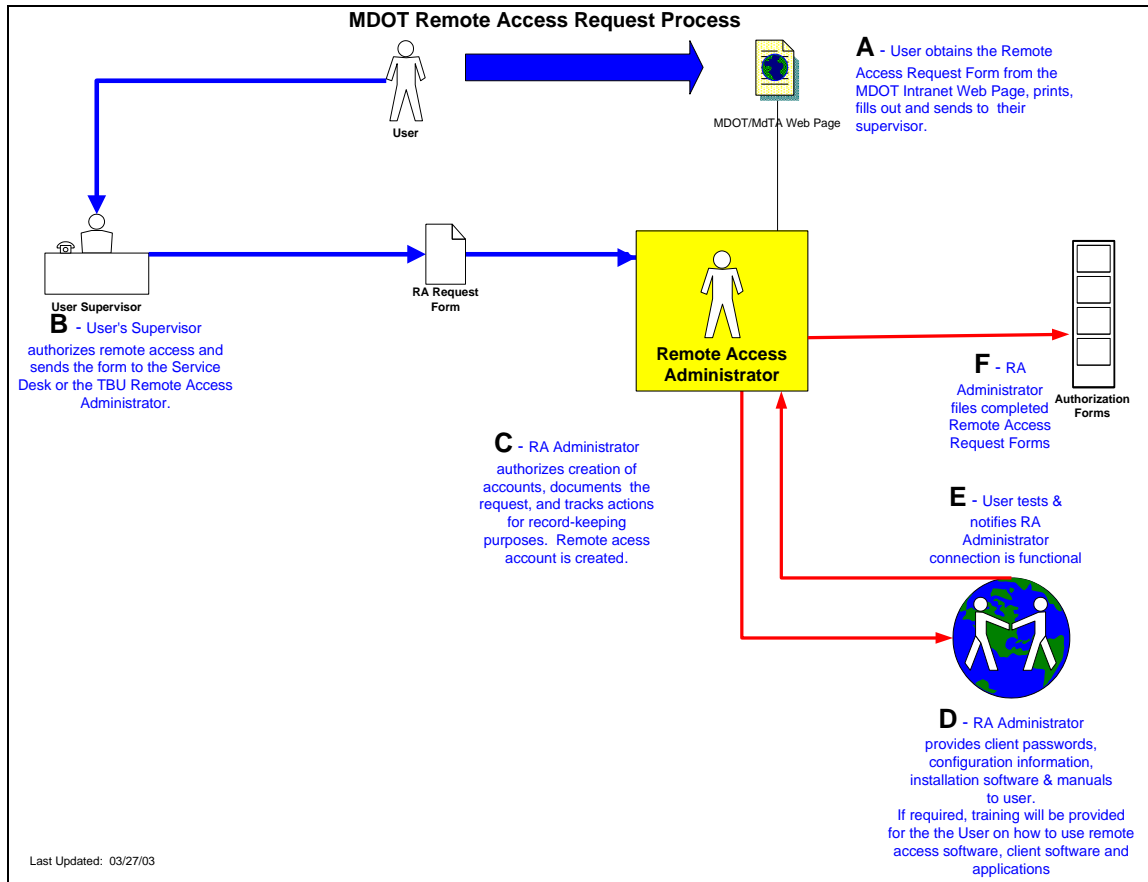 MDOT Remote Access Request Process
User
MDOT/MdTA Web Page
A - User obtains the Remote
Access Request Form from the
MDOT Intranet Web Page, prints,
fills out and sends to their
supervisor.
User Supervisor
B - User's Supervisor
authorizes remote access and
sends the form to the Service
Desk or the TBU Remote Access
Administrator.
RA Request
Form
Remote Access
Administrator
C - RA Administrator
authorizes creation of
accounts, documents the
request, and tracks actions
for record-keeping
purposes. Remote acess
account is created.
Authorization
Forms
F - RA
Administrator
files completed
Remote Access
Request Forms
E - User tests &
notifies RA
Administrator
connection is functional
D - RA Administrator
provides client passwords,
configuration information,
installation software & manuals
to user.
If required, training will be provided
for the the User on how to use remote
access software, client software and
applications
Last Updated: 03/27/03